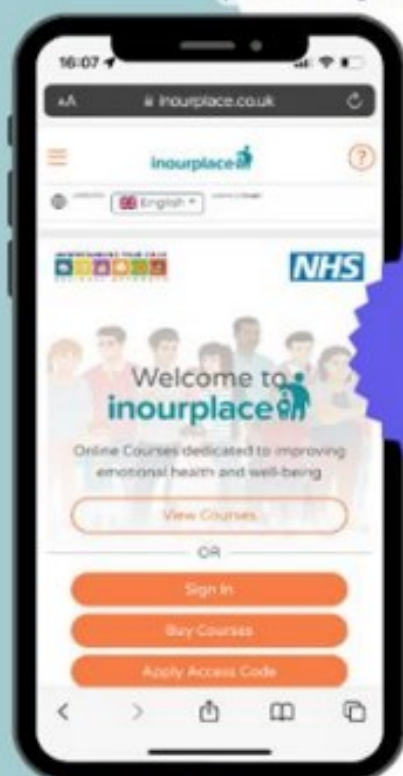 16:07
AA inourplace.co.uk
inourplace
?
English
NHS
Welcome to
inourplace
Online Courses dedicated to improving
emotional health and well-being
View Courses
OR
Sign In
Buy Courses
Apply Access Code